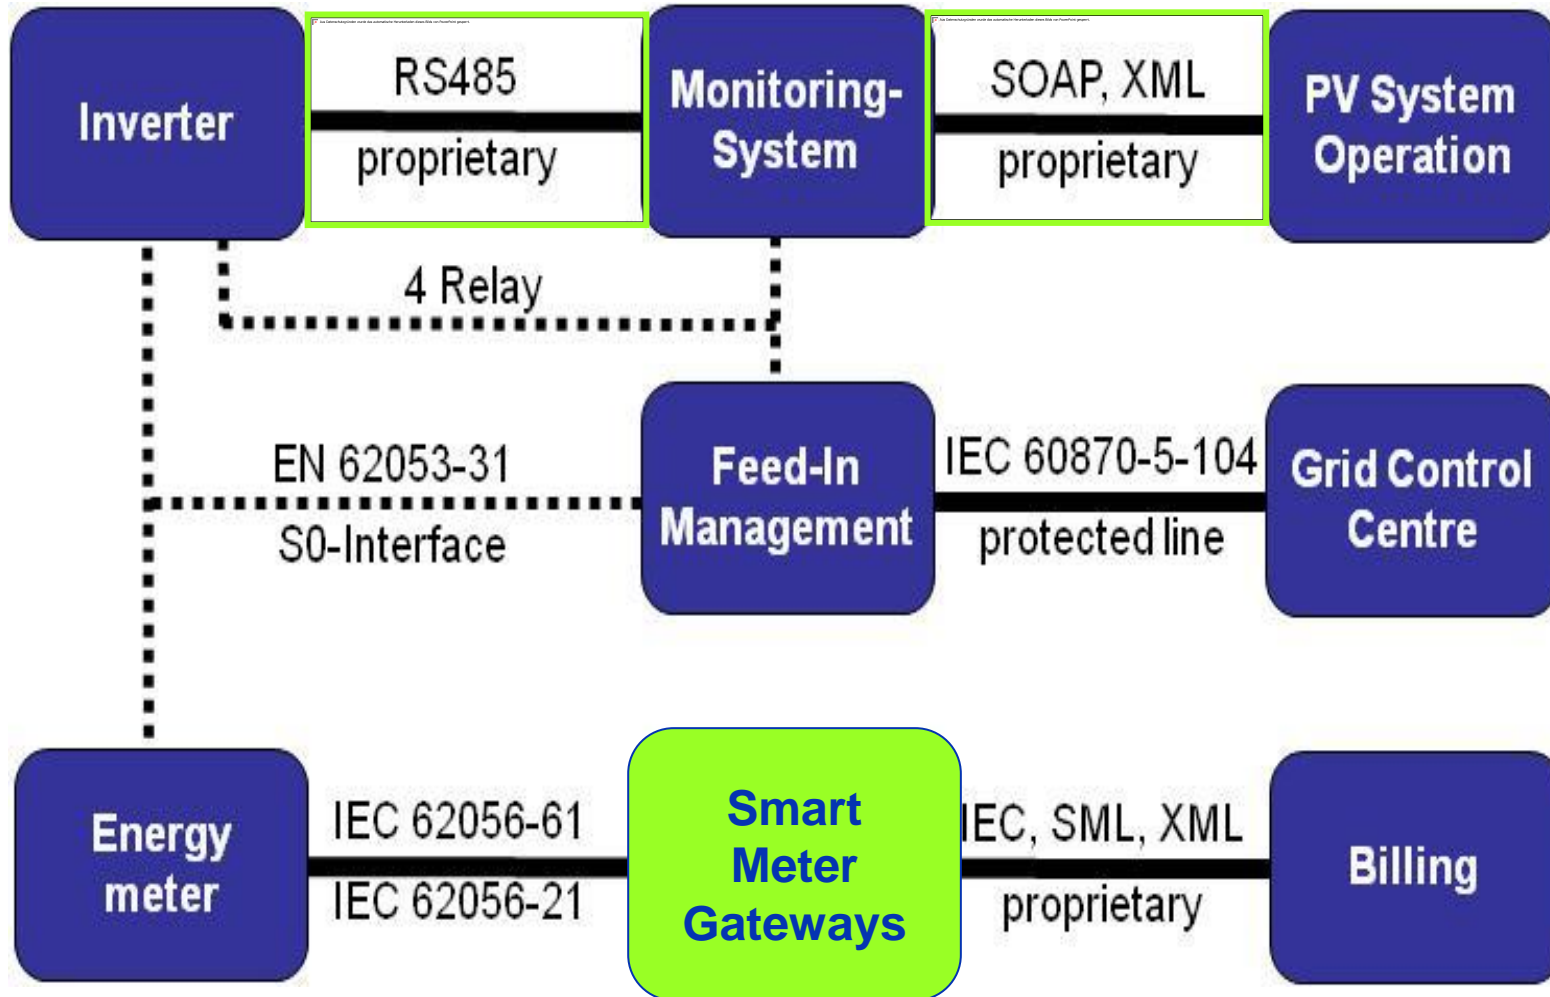 Inverter
RS485
proprietary
Monitoring-
System
SOAP, XML
proprietary
PV System
Operation
4 Relay
EN 62053-31
S0-Interface
Feed-In
Management
IEC 60870-5-104
protected line
Grid Control
Centre
Energy
meter
IEC 62056-61
IEC 62056-21
Smart
Meter
Gateways
IEC, SML, XML
proprietary
Billing